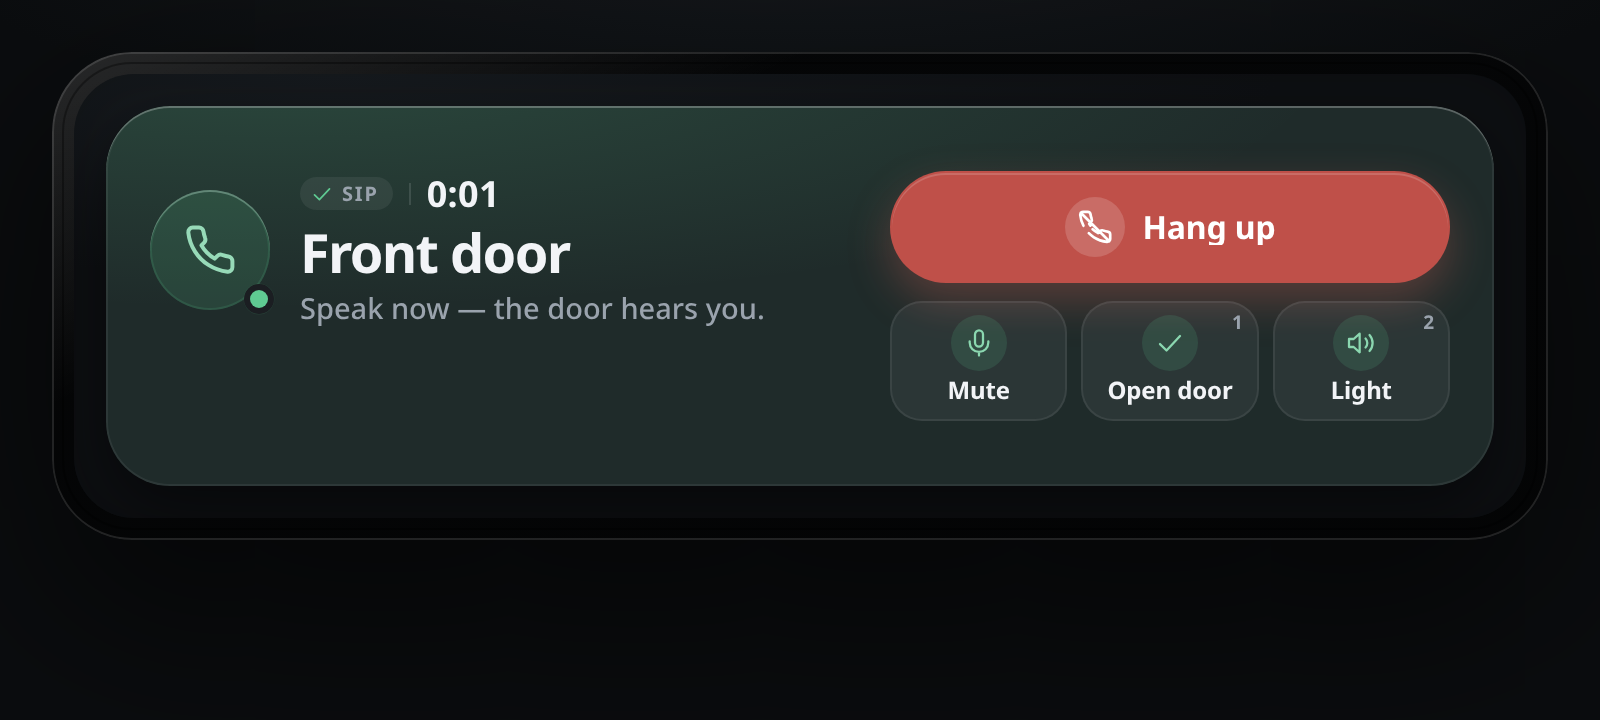 SIP 0:01
Front door
Speak now — the door hears you.
Hang up
Mute
1
Open door
2
Light